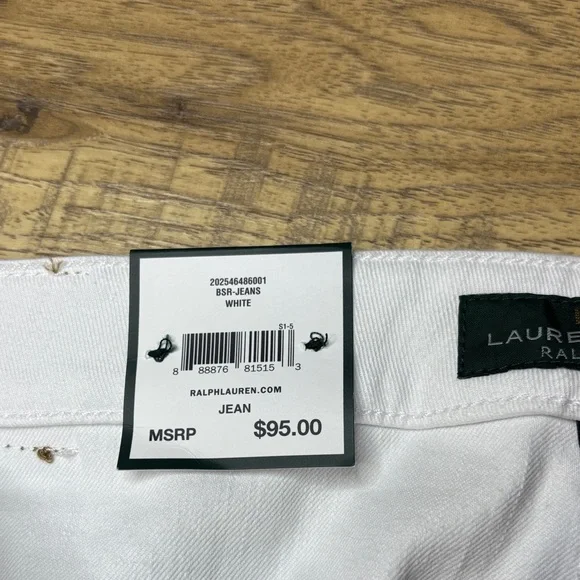 202546486001
BSR-JEANS
WHITE
S1-5
8 88876 81515 3
RALPHLAUREN.COM
JEAN
MSRP $95.00
LAUREN
RAL